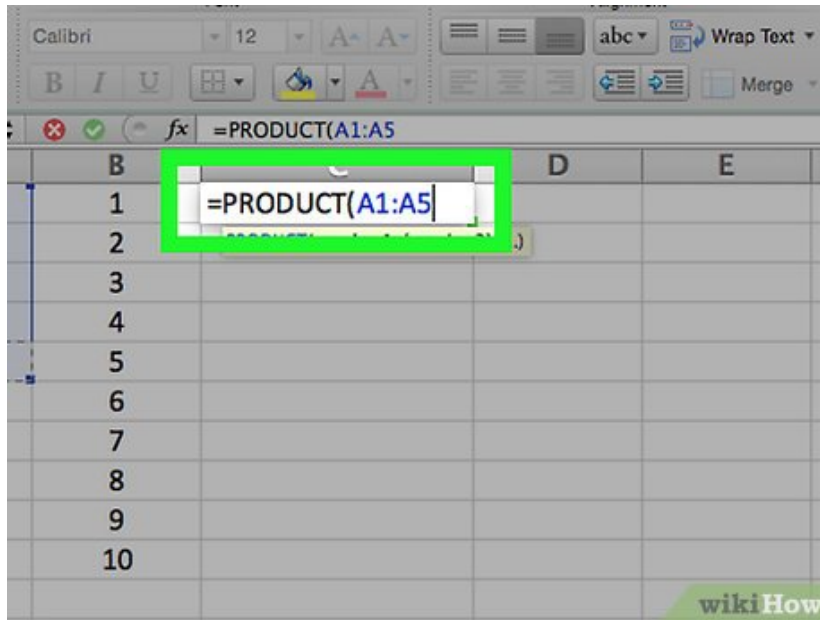 Calibri 12 A A abc Wrap Text
B I U A Merge
fx =PRODUCT(A1:A5
B D E
1 =PRODUCT(A1:A5
2
3
4
5
6
7
8
9
10
wikiHow